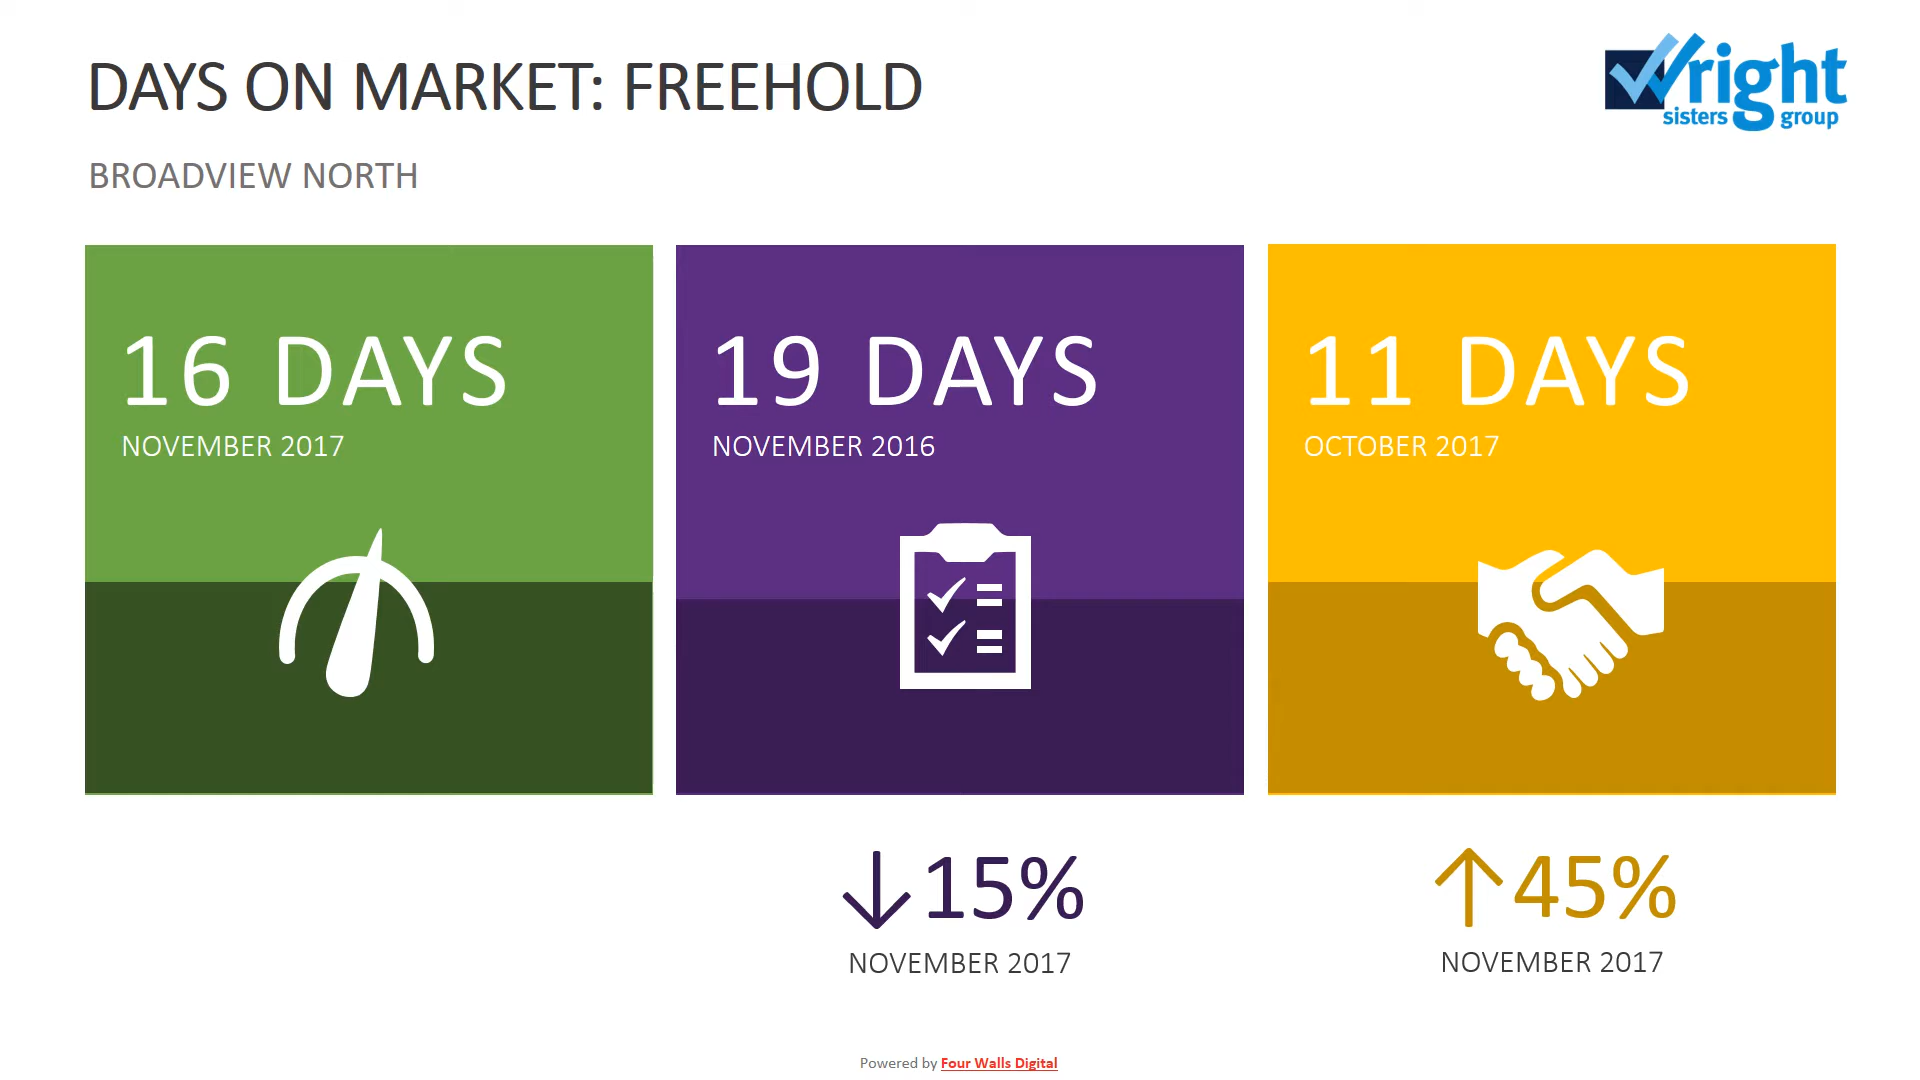 DAYS ON MARKET: FREEHOLD
Wright
sisters group
BROADVIEW NORTH
16 DAYS
NOVEMBER 2017
19 DAYS
NOVEMBER 2016
11 DAYS
OCTOBER 2017
↓15%
NOVEMBER 2017
↑45%
NOVEMBER 2017
Powered by Four Walls Digital